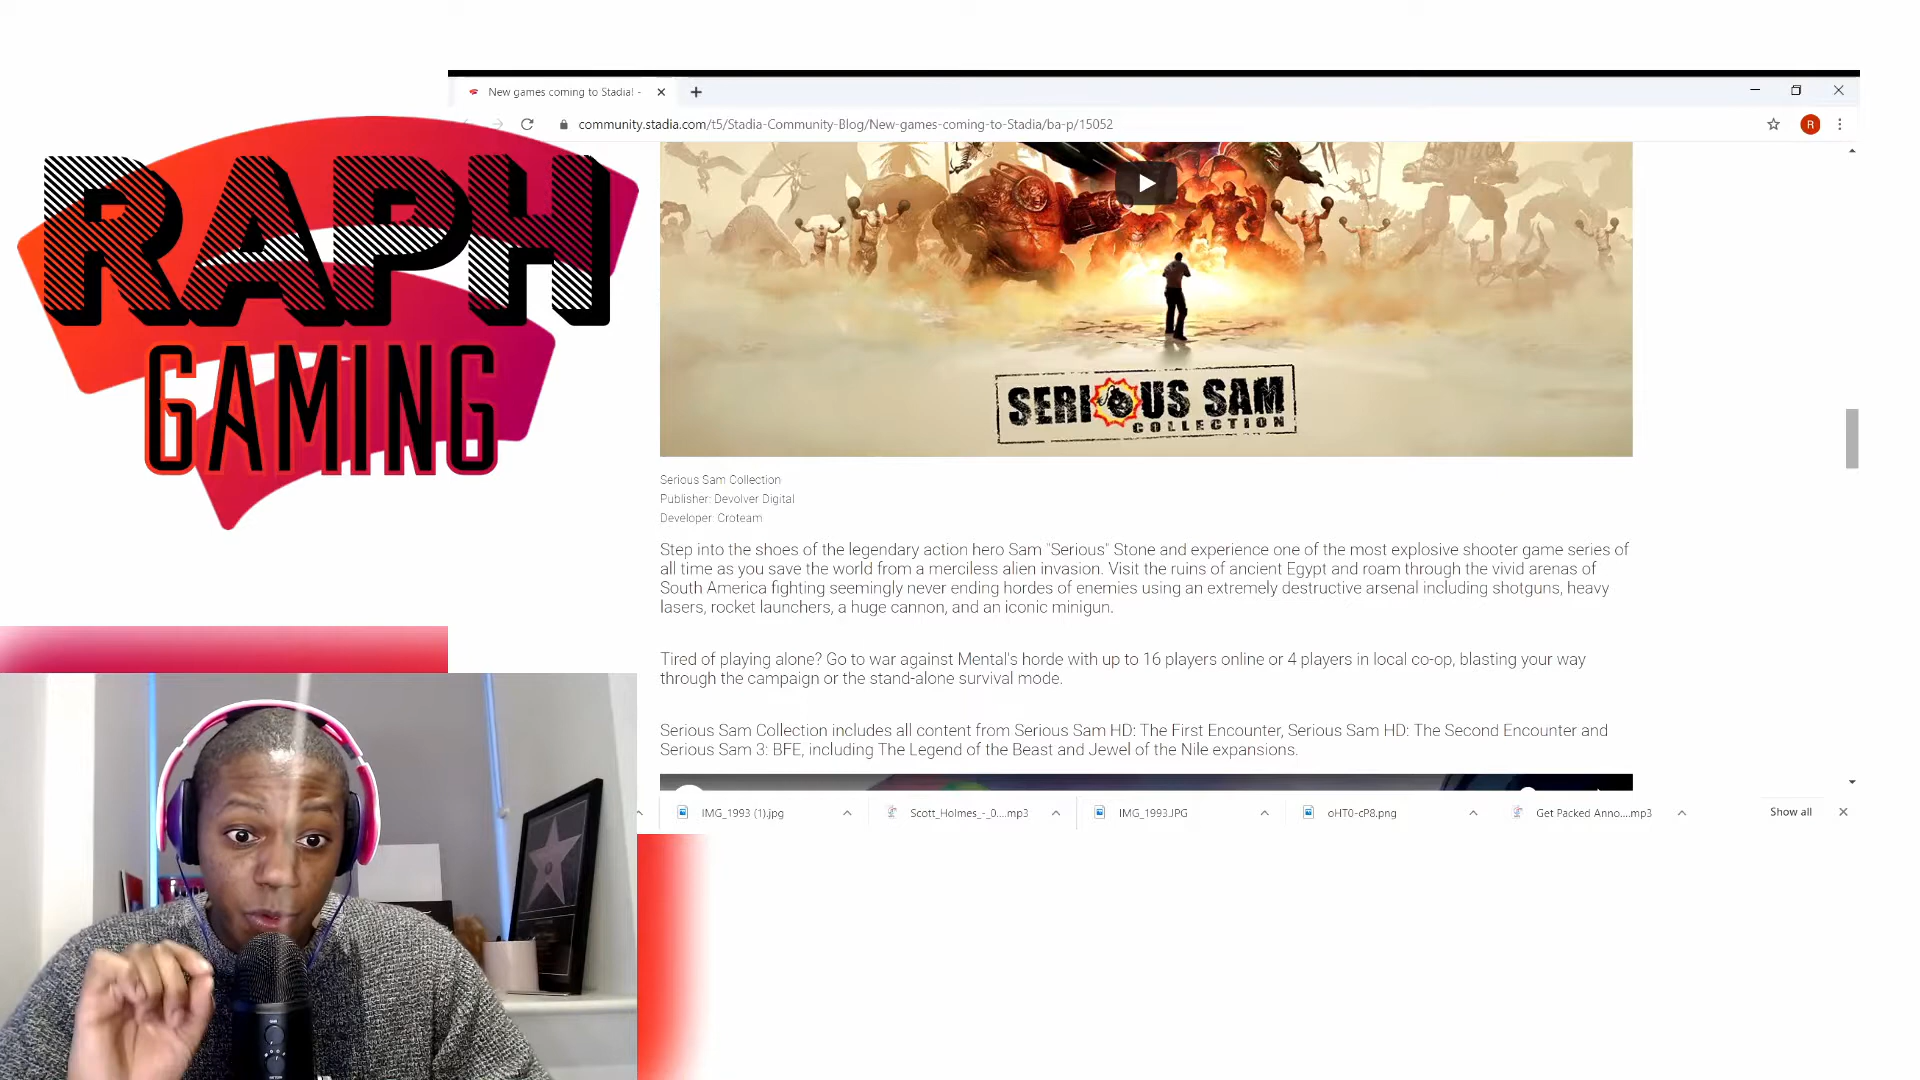 New games coming to Stadia! -
community.stadia.com/t5/Stadia-Community-Blog/New-games-coming-to-Stadia/ba-p/15052
R
RAPH
GAMING
SERIOUS SAM
COLLECTION
Serious Sam Collection
Publisher: Devolver Digital
Developer: Croteam
Step into the shoes of the legendary action hero Sam "Serious" Stone and experience one of the most explosive shooter game series of
all time as you save the world from a merciless alien invasion. Visit the ruins of ancient Egypt and roam through the vivid arenas of
South America fighting seemingly never ending hordes of enemies using an extremely destructive arsenal including shotguns, heavy
lasers, rocket launchers, a huge cannon, and an iconic minigun.
Tired of playing alone? Go to war against Mental's horde with up to 16 players online or 4 players in local co-op, blasting your way
through the campaign or the stand-alone survival mode.
Serious Sam Collection includes all content from Serious Sam HD: The First Encounter, Serious Sam HD: The Second Encounter and
Serious Sam 3: BFE, including The Legend of the Beast and Jewel of the Nile expansions.
IMG_1993 (1).jpg
Scott_Holmes_-_0....mp3
IMG_1993.JPG
oHT0-cP8.png
Get Packed Anno....mp3
Show all